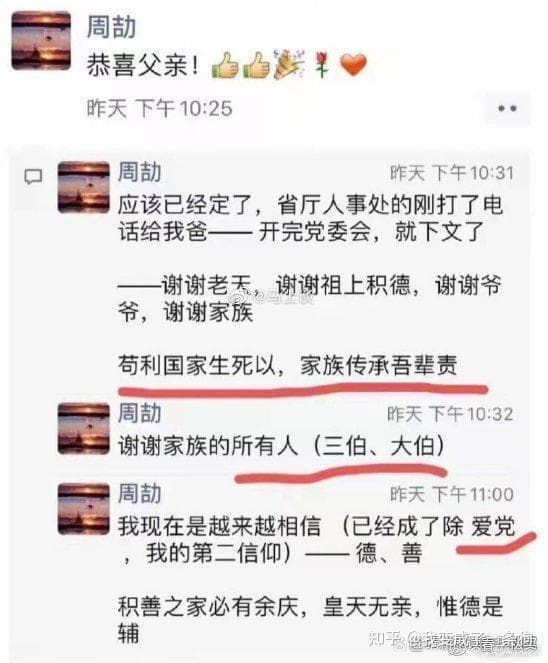 周劼
恭喜父亲！👍👍🎉🌹❤️
昨天 下午10:25
周劼
昨天 下午10:31
应该已经定了，省厅人事处的刚打了电
话给我爸—— 开完党委会，就下文了
——谢谢老天，谢谢祖上积德，谢谢爷
爷，谢谢家族
@马上谈
苟利国家生死以，家族传承吾辈责
周劼
昨天 下午10:32
谢谢家族的所有人（三伯、大伯）
周劼
昨天 下午11:00
我现在是越来越相信 （已经成了除 爱党
，我的第二信仰）—— 德、善
积善之家必有余庆，皇天无亲，惟德是
辅
知乎